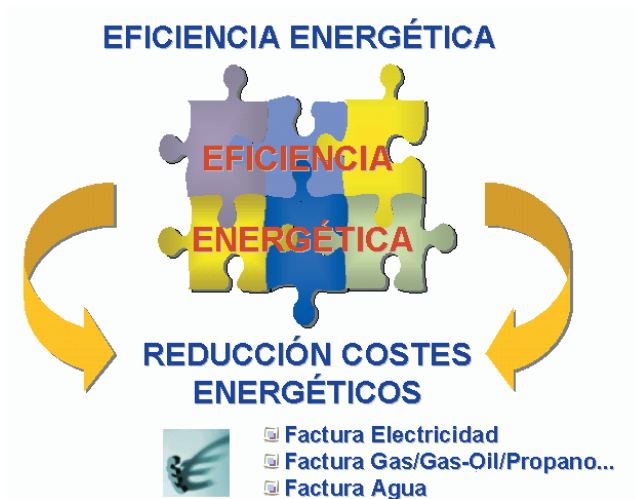 EFICIENCIA ENERGÉTICA
EFICIENCIA
ENERGÉTICA
REDUCCIÓN COSTES
ENERGÉTICOS
Factura Electricidad
Factura Gas/Gas-Oil/Propano...
Factura Agua